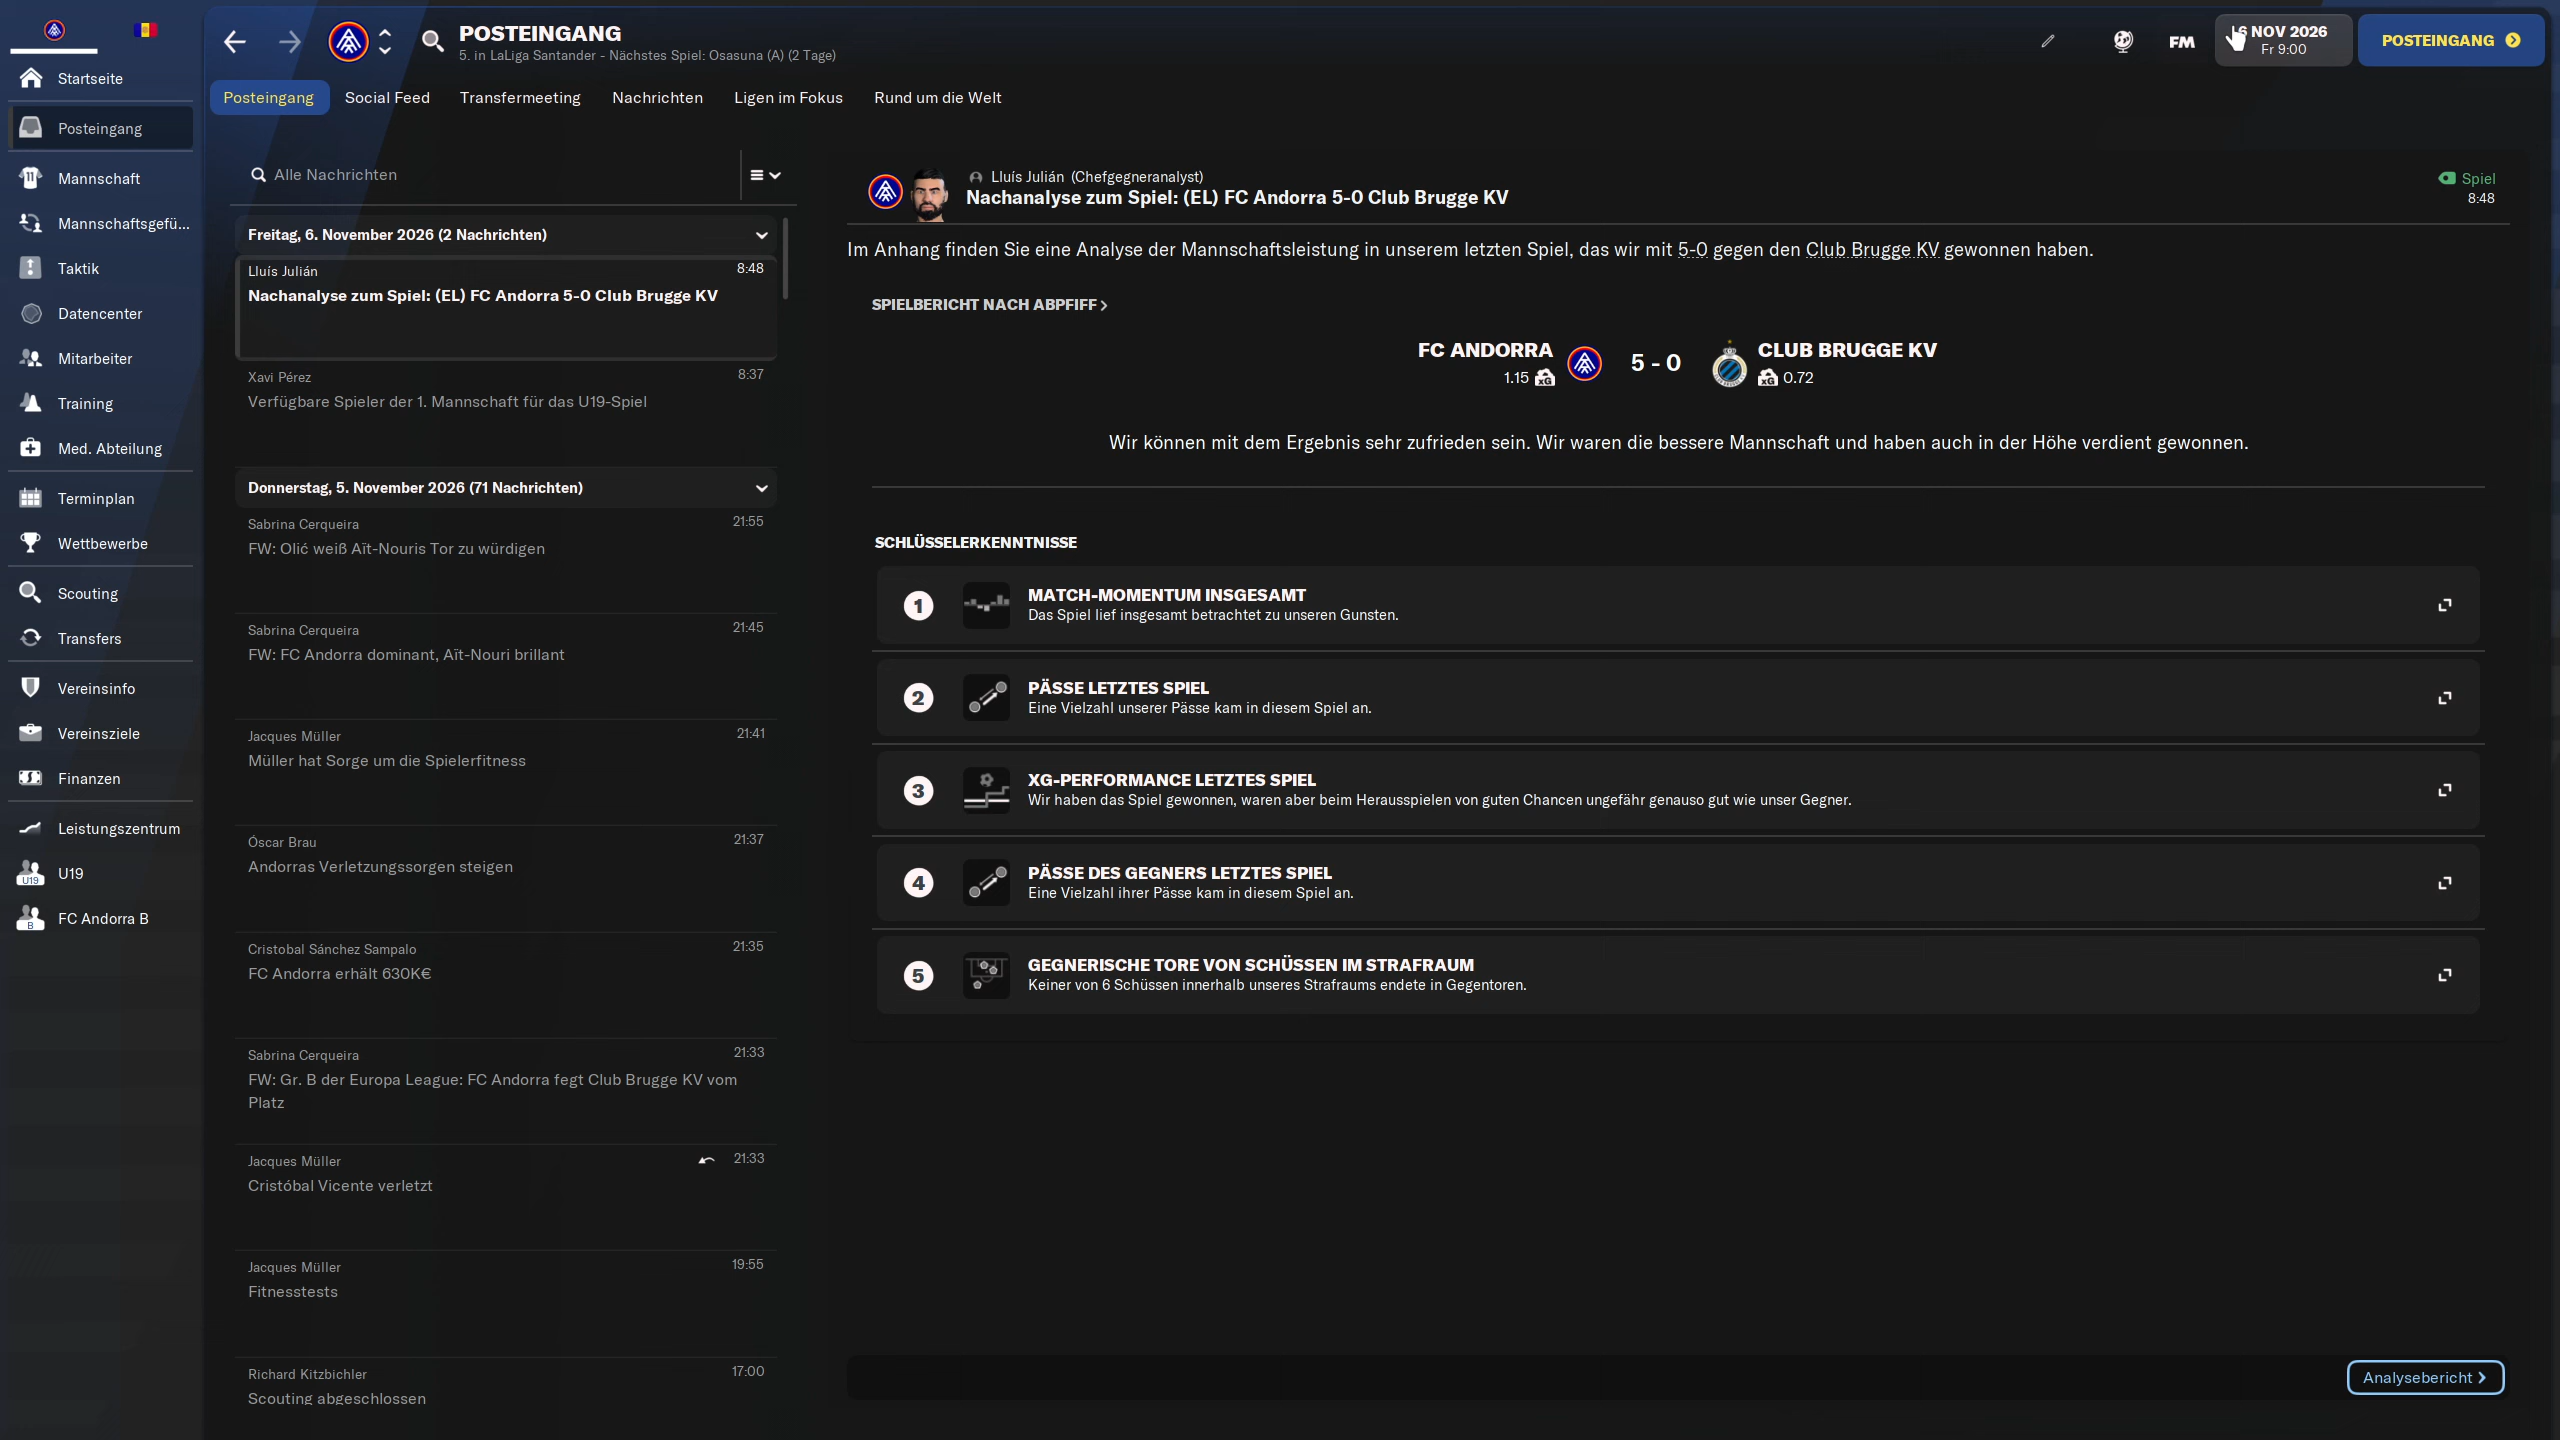 POSTEINGANG
5. in LaLiga Santander - Nächstes Spiel: Osasuna (A) (2 Tage)
FM
6 NOV 2026
Fr 9:00
POSTEINGANG
Startseite
Posteingang
Mannschaft
Mannschaftsgefü...
Taktik
Datencenter
Mitarbeiter
Training
Med. Abteilung
Terminplan
Wettbewerbe
Scouting
Transfers
Vereinsinfo
Vereinsziele
Finanzen
Leistungszentrum
U19
U19
B
FC Andorra B
Posteingang
Social Feed
Transfermeeting
Nachrichten
Ligen im Fokus
Rund um die Welt
Alle Nachrichten
Freitag, 6. November 2026 (2 Nachrichten)
Lluís Julián
8:48
Nachanalyse zum Spiel: (EL) FC Andorra 5-0 Club Brugge KV
Xavi Pérez
8:37
Verfügbare Spieler der 1. Mannschaft für das U19-Spiel
Donnerstag, 5. November 2026 (71 Nachrichten)
Sabrina Cerqueira
21:55
FW: Olić weiß Aït-Nouris Tor zu würdigen
Sabrina Cerqueira
21:45
FW: FC Andorra dominant, Aït-Nouri brillant
Jacques Müller
21:41
Müller hat Sorge um die Spielerfitness
Óscar Brau
21:37
Andorras Verletzungssorgen steigen
Cristobal Sánchez Sampalo
21:35
FC Andorra erhält 630K€
Sabrina Cerqueira
21:33
FW: Gr. B der Europa League: FC Andorra fegt Club Brugge KV vom
Platz
Jacques Müller
21:33
Cristóbal Vicente verletzt
Jacques Müller
19:55
Fitnesstests
Richard Kitzbichler
17:00
Scouting abgeschlossen
Lluís Julián (Chefgegneranalyst)
Nachanalyse zum Spiel: (EL) FC Andorra 5-0 Club Brugge KV
Spiel
8:48
Im Anhang finden Sie eine Analyse der Mannschaftsleistung in unserem letzten Spiel, das wir mit 5-0 gegen den Club Brugge KV gewonnen haben.
SPIELBERICHT NACH ABPFIFF
FC ANDORRA
1.15 xG
5 - 0
CLUB BRUGGE KV
xG 0.72
Wir können mit dem Ergebnis sehr zufrieden sein. Wir waren die bessere Mannschaft und haben auch in der Höhe verdient gewonnen.
SCHLÜSSELERKENNTNISSE
1
MATCH-MOMENTUM INSGESAMT
Das Spiel lief insgesamt betrachtet zu unseren Gunsten.
2
PÄSSE LETZTES SPIEL
Eine Vielzahl unserer Pässe kam in diesem Spiel an.
3
XG-PERFORMANCE LETZTES SPIEL
Wir haben das Spiel gewonnen, waren aber beim Herausspielen von guten Chancen ungefähr genauso gut wie unser Gegner.
4
PÄSSE DES GEGNERS LETZTES SPIEL
Eine Vielzahl ihrer Pässe kam in diesem Spiel an.
5
GEGNERISCHE TORE VON SCHÜSSEN IM STRAFRAUM
Keiner von 6 Schüssen innerhalb unseres Strafraums endete in Gegentoren.
Analysebericht